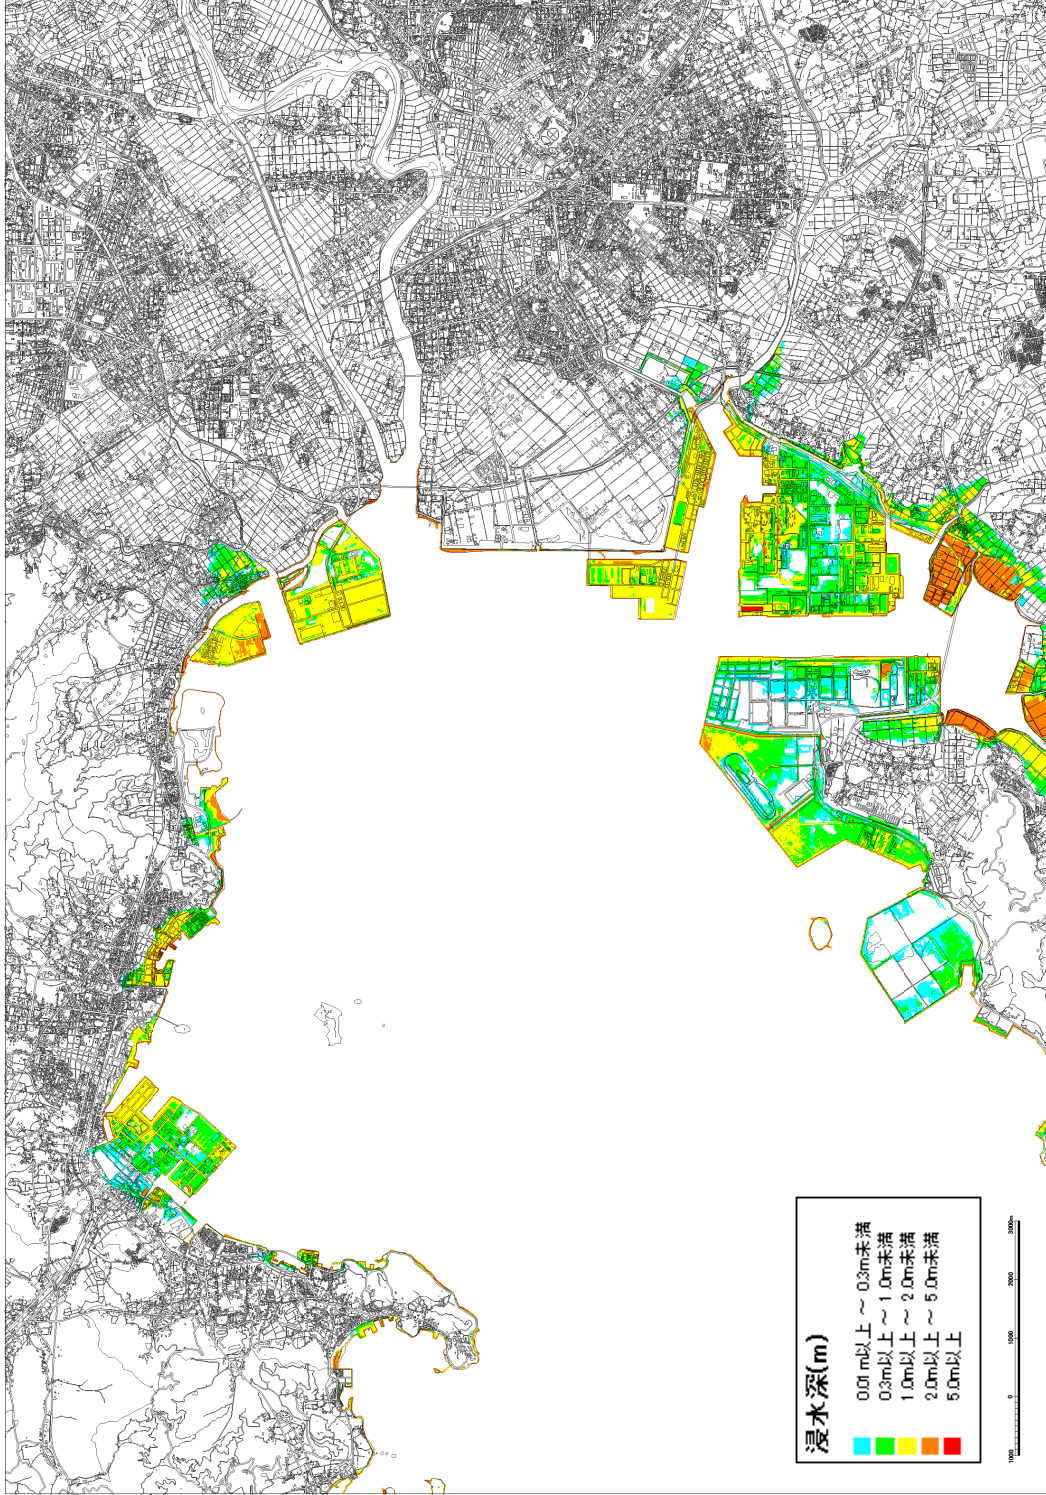 浸水深(m)
0.01m以上 ～ 0.3m未満
0.3m以上 ～ 1.0m未満
1.0m以上 ～ 2.0m未満
2.0m以上 ～ 5.0m未満
5.0m以上
1000 0 1000 2000 3000m